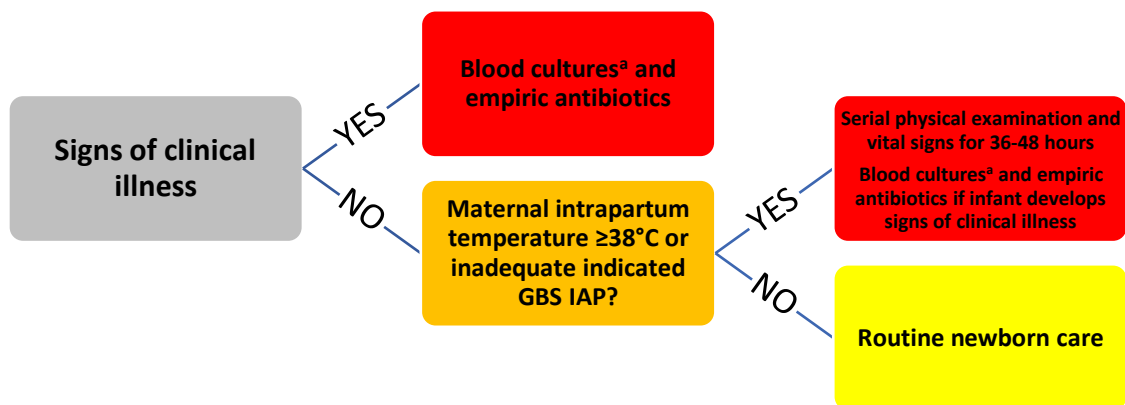 Signs of clinical
illness
YES
NO
Blood culturesᵃ and
empiric antibiotics
Maternal intrapartum
temperature ≥38°C or
inadequate indicated
GBS IAP?
YES
NO
Serial physical examination and
vital signs for 36-48 hours
Blood culturesᵃ and empiric
antibiotics if infant develops
signs of clinical illness
Routine newborn care